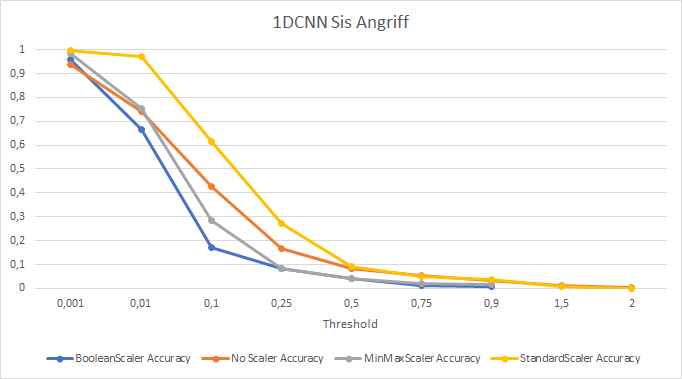 1DCNN Sis Angriff
1
0,9
0,8
0,7
0,6
0,5
0,4
0,3
0,2
0,1
0
0,001 0,01 0,1 0,25 0,5 0,75 0,9 1,5 2
Threshold
BooleanScaler Accuracy No Scaler Accuracy MinMaxScaler Accuracy StandardScaler Accuracy